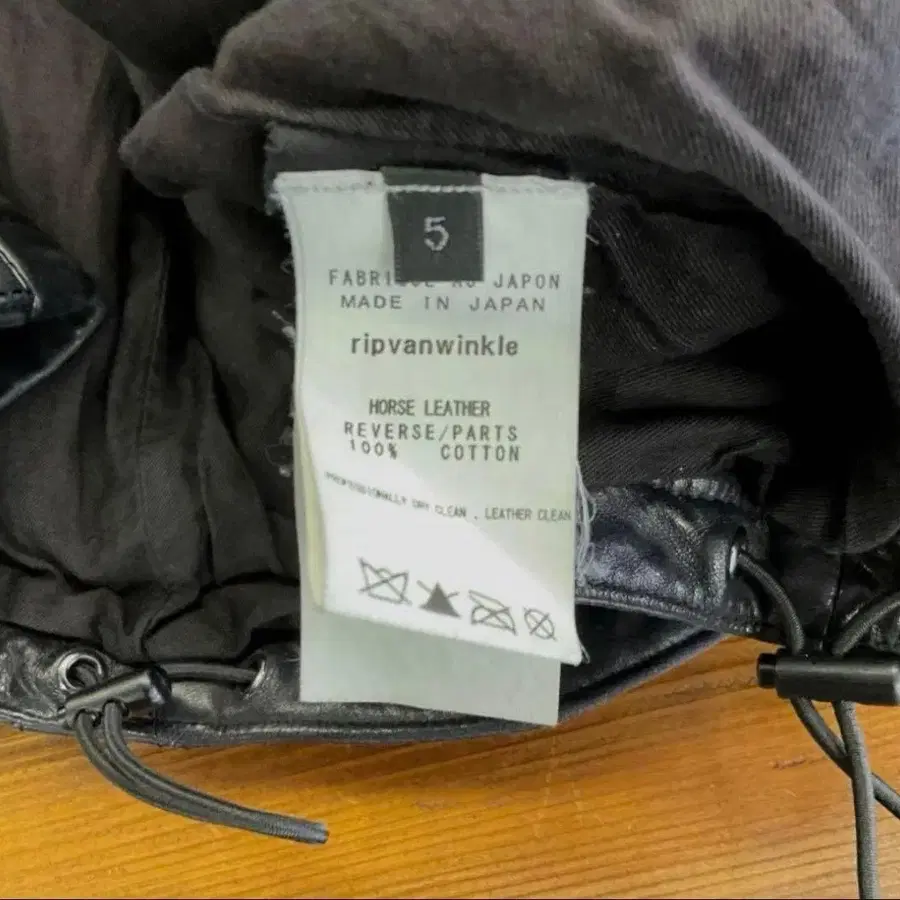 5
FABRIQUE AU JAPON
MADE IN JAPAN
ripvanwinkle
HORSE LEATHER
REVERSE/PARTS
100% COTTON
PROFESSIONALLY DRY CLEAN , LEATHER CLEAN